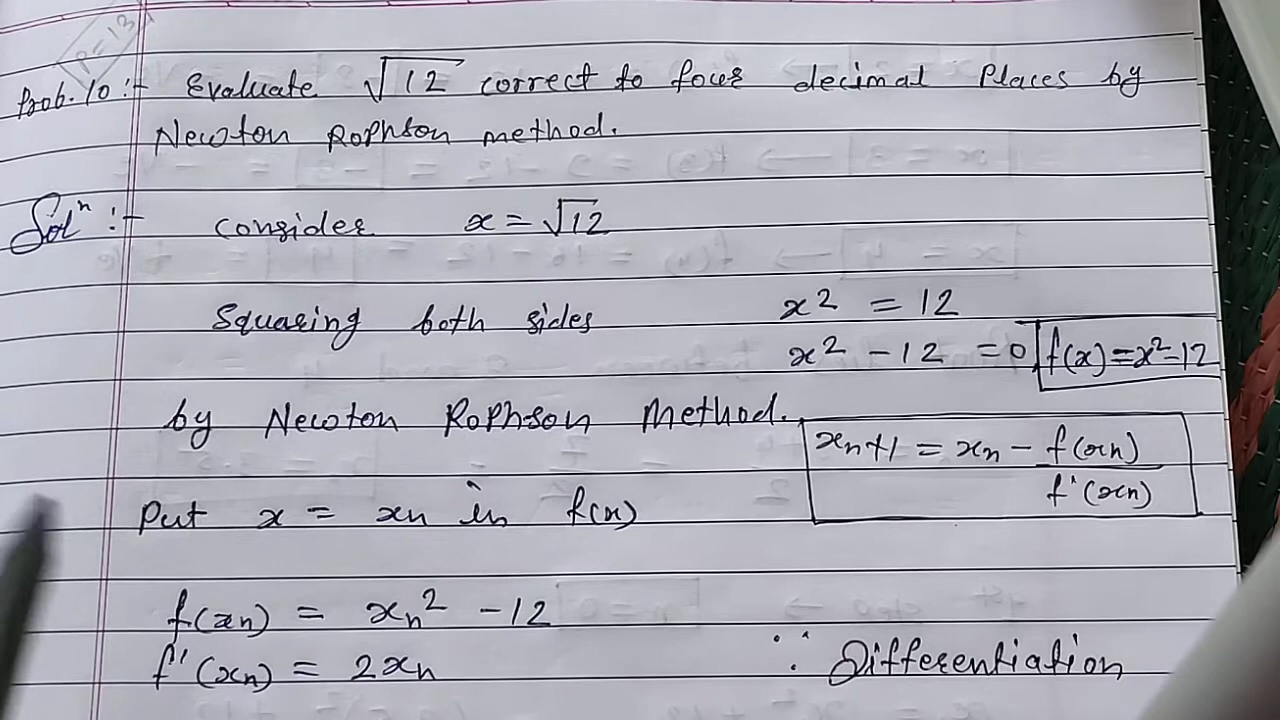 Prob. 10 :- Evaluate √12 correct to four decimal Places by
Newton Rophson method.
Solⁿ :- consider x = √12
Squaring both sides x² = 12
x² - 12 = 0 f(x) = x² - 12
by Newton Rophson Method.
xn+1 = xn - f(xn) / f'(xn)
Put x = xn in f(x)
f(xn) = xn² - 12
f'(xn) = 2xn ∵ Differentiation